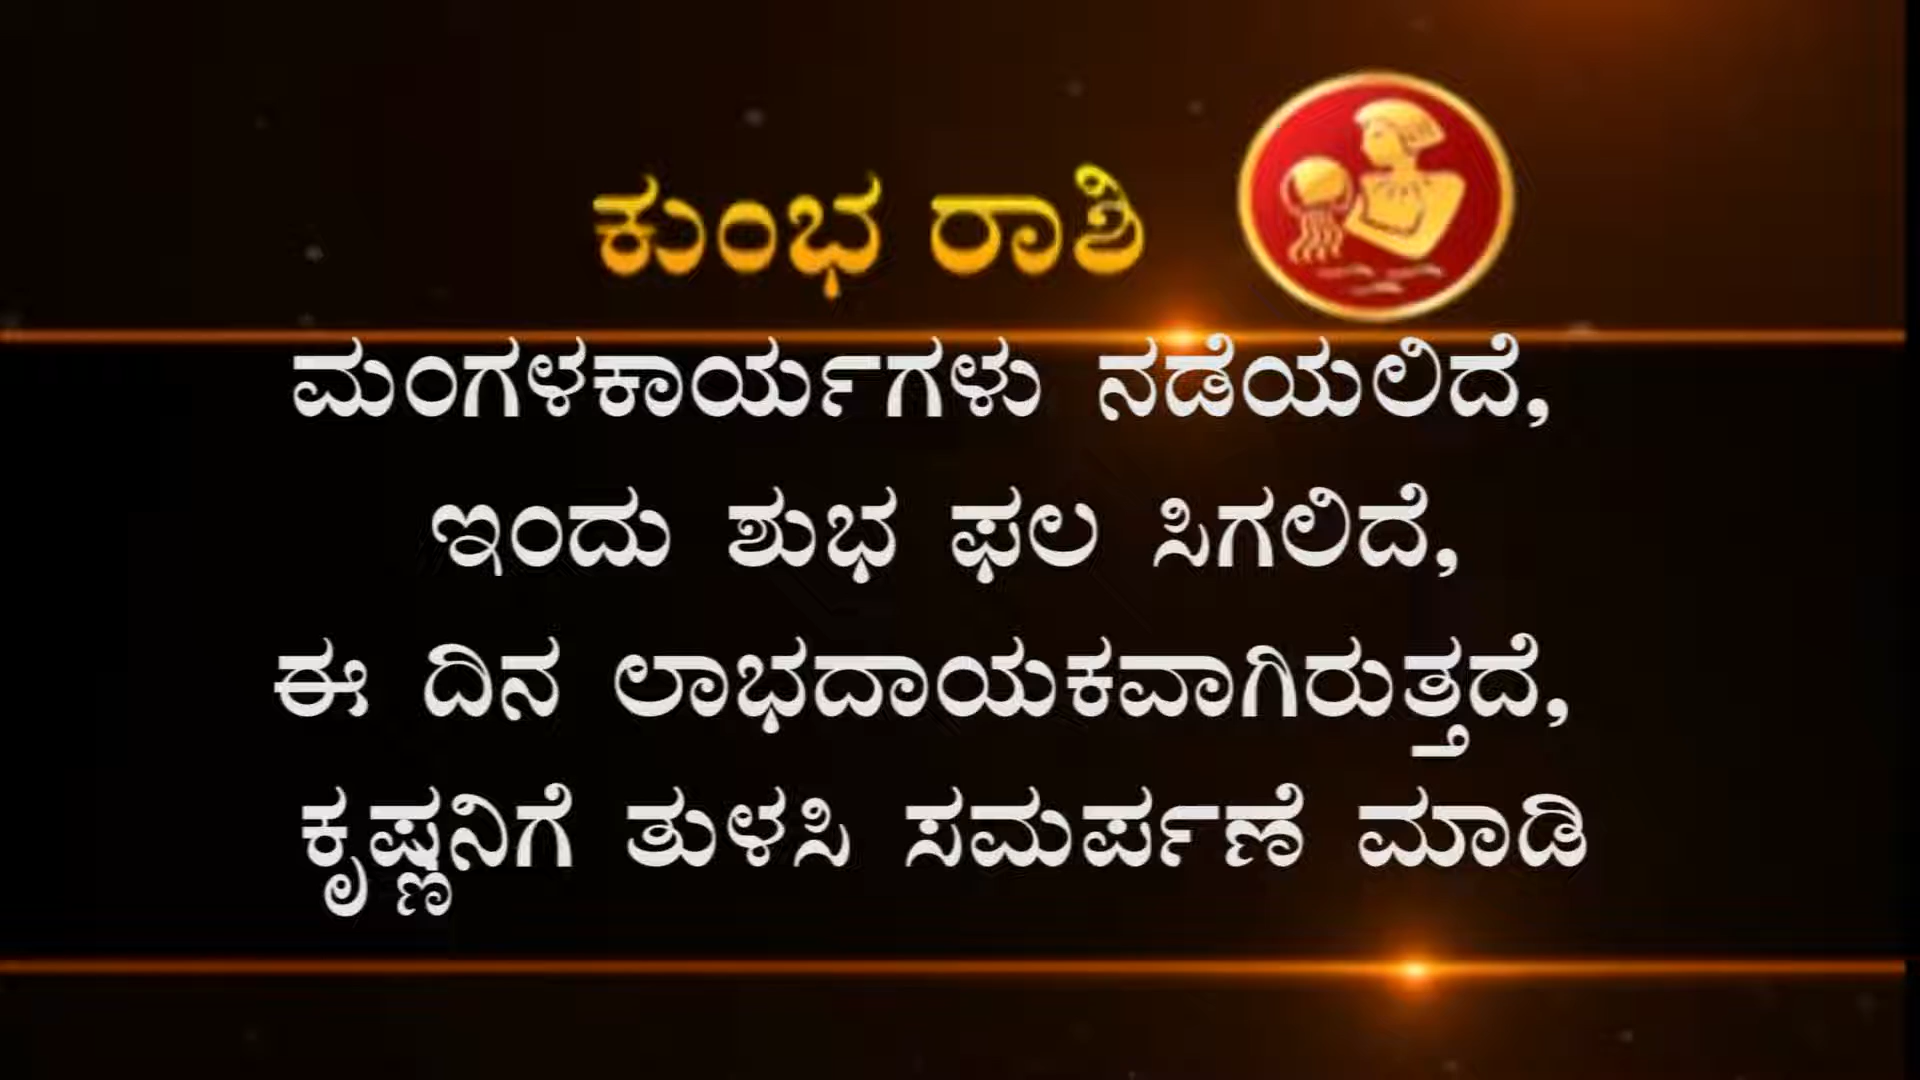 ಕುಂಭ ರಾಶಿ
ಮಂಗಳಕಾರ್ಯಗಳು ನಡೆಯಲಿದೆ,
ಇಂದು ಶುಭ ಫಲ ಸಿಗಲಿದೆ,
ಈ ದಿನ ಲಾಭದಾಯಕವಾಗಿರುತ್ತದೆ,
ಕೃಷ್ಣನಿಗೆ ತುಳಸಿ ಸಮರ್ಪಣೆ ಮಾಡಿ